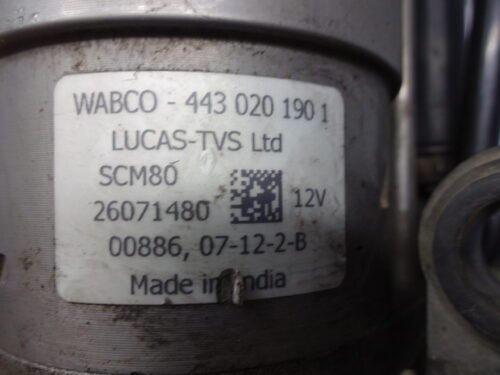 WABCO - 443 020 190 1
LUCAS-TVS Ltd
SCM80
26071480
12V
00886, 07-12-2-B
Made in India